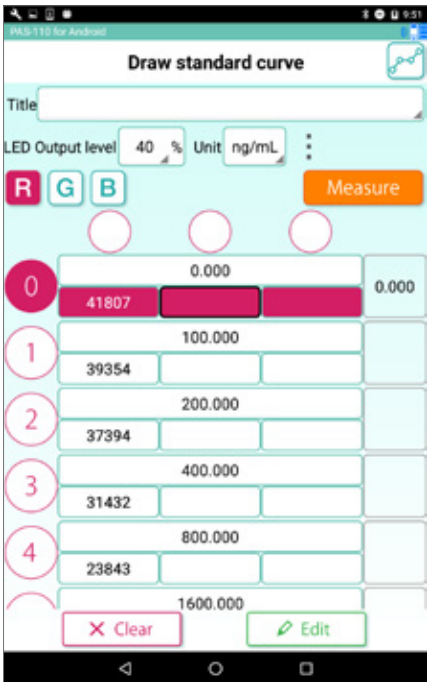 9:51
PAS-110 for Android
Draw standard curve
Title
LED Output level 40 % Unit ng/mL
R G B Measure
0.000
0 0.000
41807
100.000
1
39354
200.000
2
37394
400.000
3
31432
800.000
4
23843
1600.000
× Clear Edit